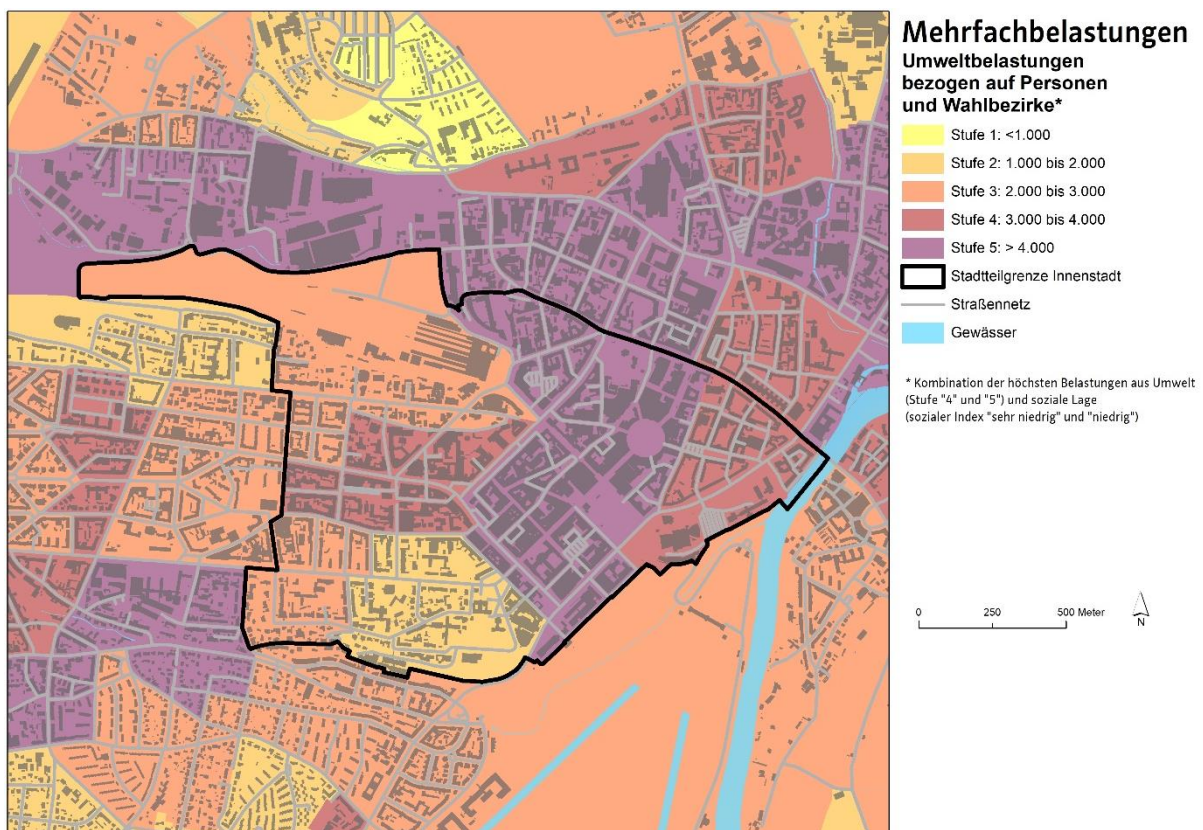 Mehrfachbelastungen
Umweltbelastungen
bezogen auf Personen
und Wahlbezirke*
Stufe 1: <1.000
Stufe 2: 1.000 bis 2.000
Stufe 3: 2.000 bis 3.000
Stufe 4: 3.000 bis 4.000
Stufe 5: > 4.000
Stadtteilgrenze Innenstadt
Straßennetz
Gewässer
* Kombination der höchsten Belastungen aus Umwelt
(Stufe "4" und "5") und soziale Lage
(sozialer Index "sehr niedrig" und "niedrig")
0 250 500 Meter
N